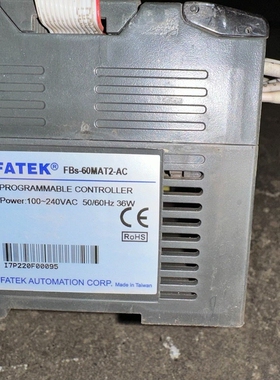 FATEK® FBs-60MAT2-AC
PROGRAMMABLE CONTROLLER
Power:100~240VAC 50/60Hz 36W
CE
RoHS
I7P220F00095
FATEK AUTOMATION CORP. Made in Taiwan